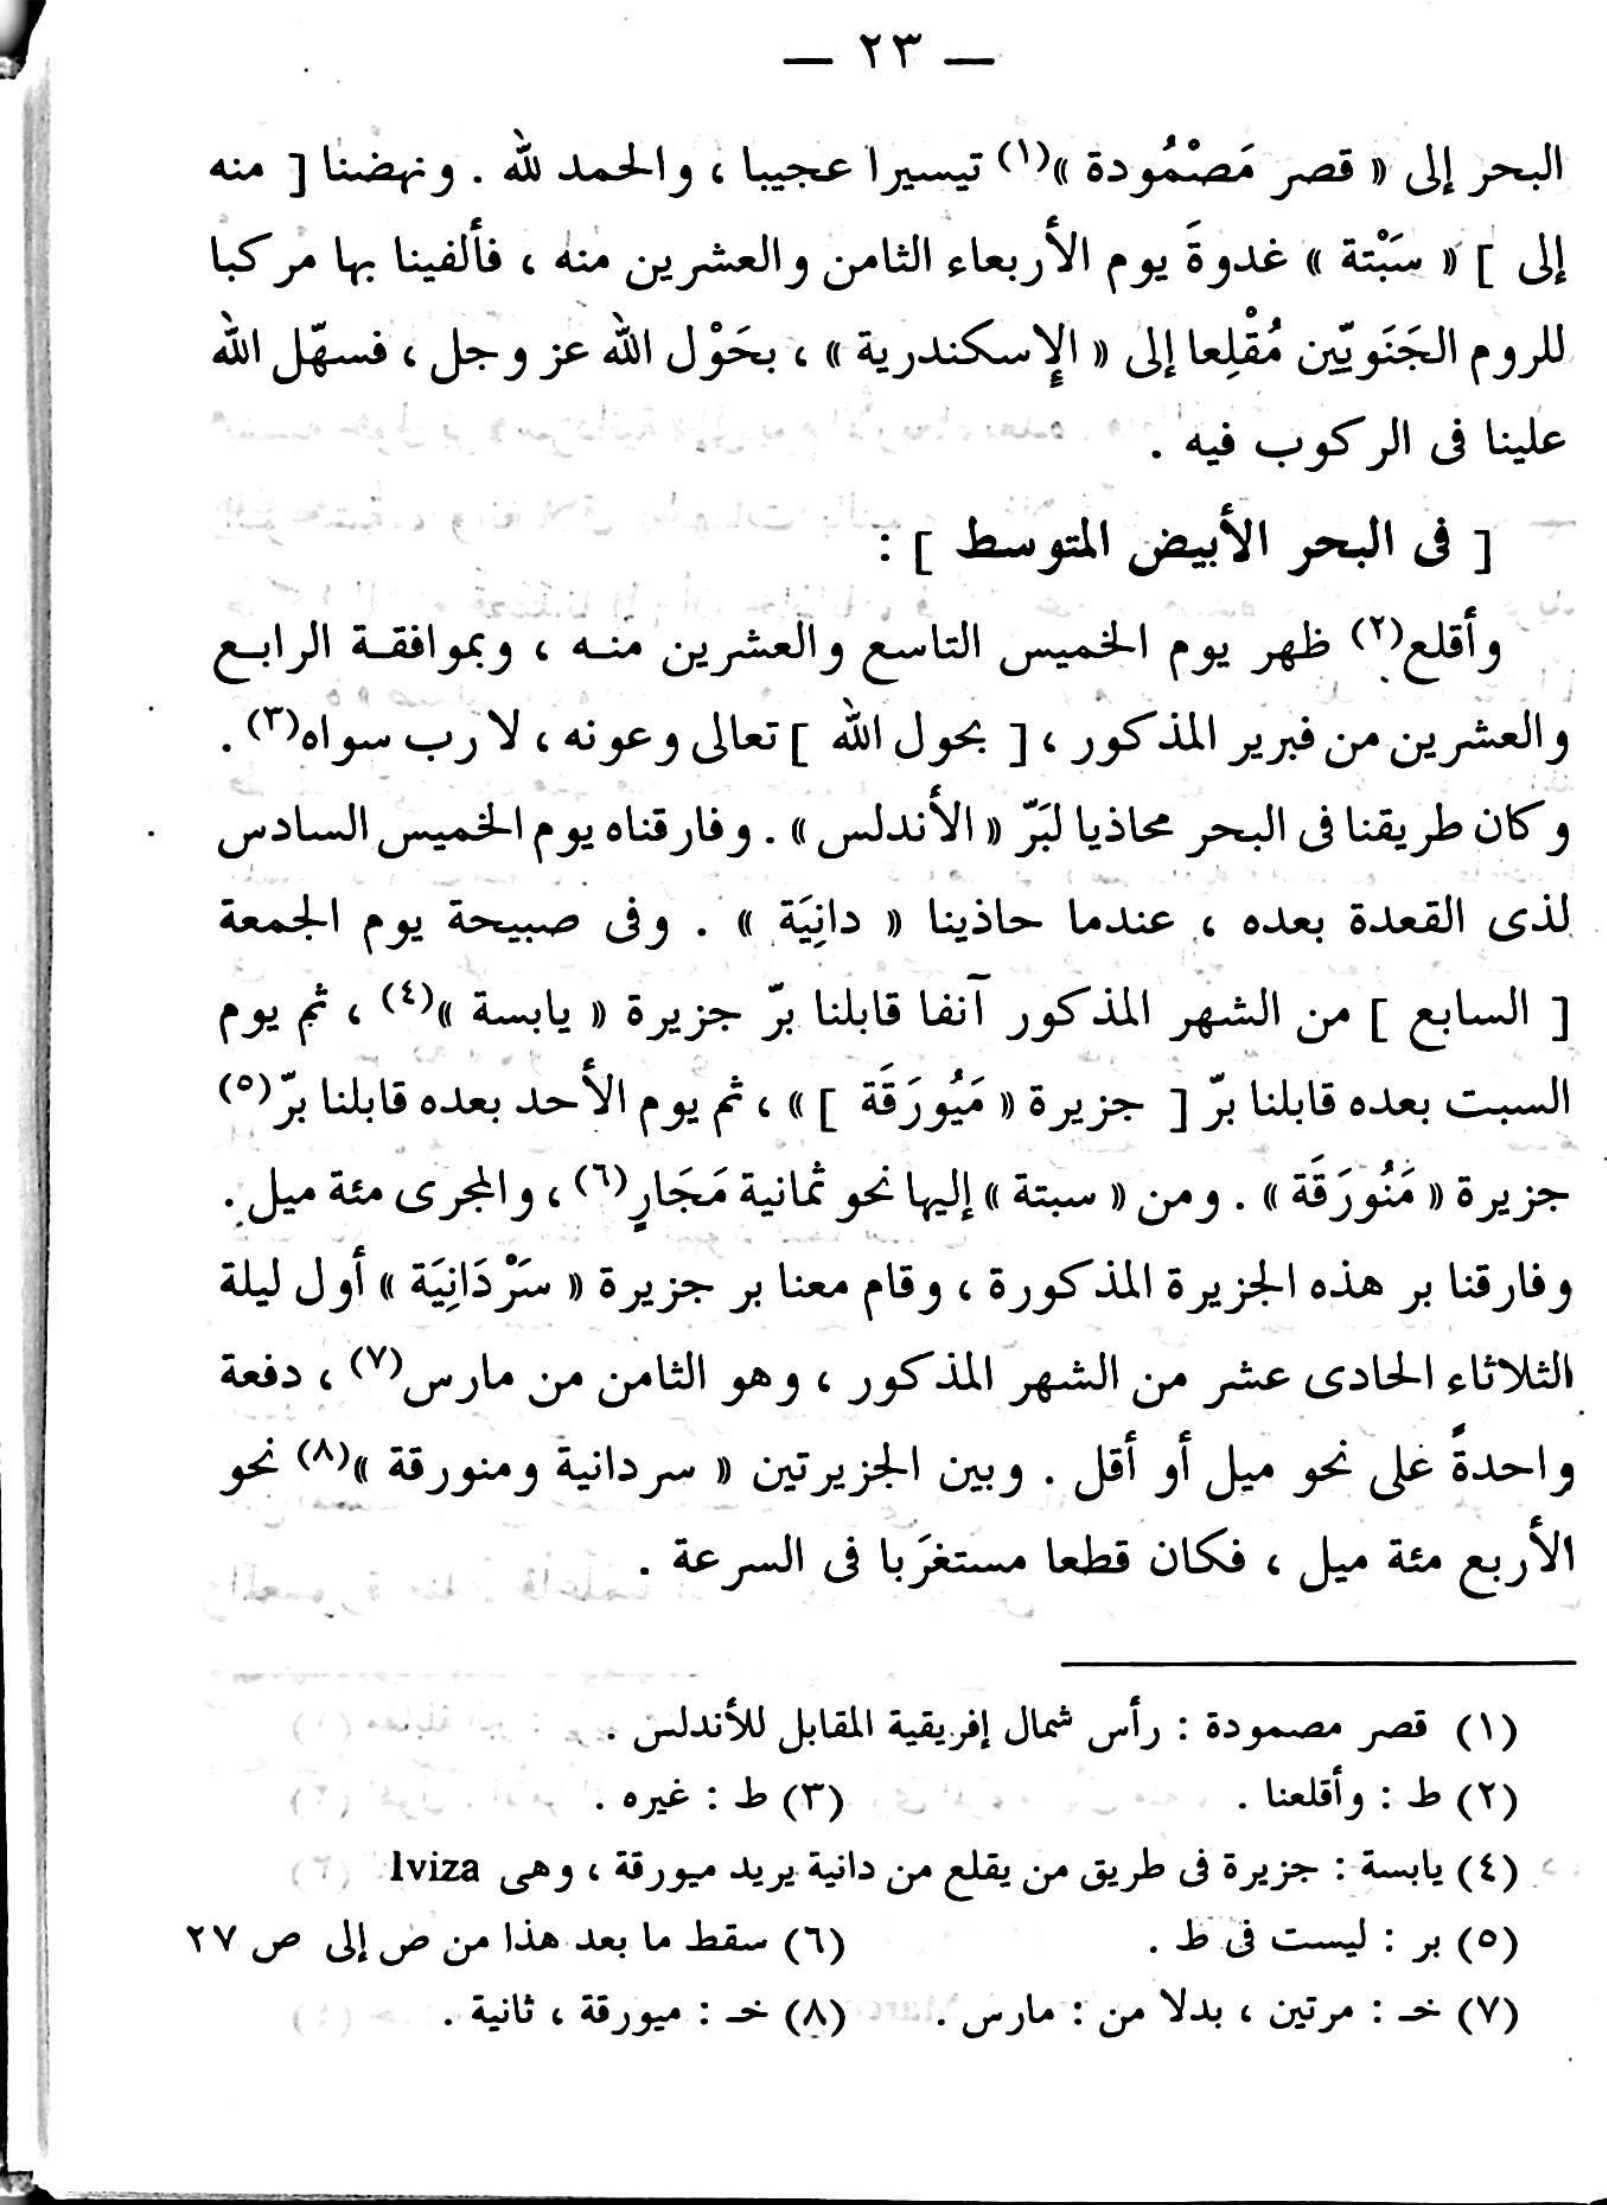 — ٢٣ —
البحر إلى « قصر مَصْمُودة »(١) تيسيرا عجيبا ، والحمد لله . ونهضنا [ منه
إلى ] « سَبْتة » غدوةَ يوم الأربعاء الثامن والعشرين منه ، فألفينا بها مركبا
للروم الجَنَويّين مُقْلِعا إلى « الإسكندرية » ، بحَوْل الله عز وجل ، فسهّل الله
علينا فى الركوب فيه .
[ فى البحر الأبيض المتوسط ] :
وأقلع(٢) ظهر يوم الخميس التاسع والعشرين منه ، وبموافقة الرابع
والعشرين من فبرير المذكور ، [ بحول الله ] تعالى وعونه ، لا رب سواه(٣) .
وكان طريقنا فى البحر محاذيا لبَرّ « الأندلس » . وفارقناه يوم الخميس السادس
لذى القعدة بعده ، عندما حاذينا « دانِيَة » . وفى صبيحة يوم الجمعة
[ السابع ] من الشهر المذكور آنفا قابلنا برّ جزيرة « يابسة »(٤) ، ثم يوم
السبت بعده قابلنا برّ [ جزيرة « مَيُورَقَة ] » ، ثم يوم الأحد بعده قابلنا برّ(٥)
جزيرة « مَنُورَقَة » . ومن « سبتة » إليها نحو ثمانية مَجَارٍ(٦) ، والمجرى مئة ميل .
وفارقنا بر هذه الجزيرة المذكورة ، وقام معنا بر جزيرة « سَرْدَانِيَة » أول ليلة
الثلاثاء الحادى عشر من الشهر المذكور ، وهو الثامن من مارس(٧) ، دفعة
واحدةً على نحو ميل أو أقل . وبين الجزيرتين « سردانية ومنورقة »(٨) نحو
الأربع مئة ميل ، فكان قطعا مستغرَبا فى السرعة .
(١) قصر مصمودة : رأس شمال إفريقية المقابل للأندلس .
(٢) ط : وأقلعنا . (٣) ط : غيره .
(٤) يابسة : جزيرة فى طريق من يقلع من دانية يريد ميورقة ، وهى Iviza
(٥) بر : ليست فى ط . (٦) سقط ما بعد هذا من ص إلى ص ٢٧
(٧) خـ : مرتين ، بدلا من : مارس . (٨) خـ : ميورقة ، ثانية .